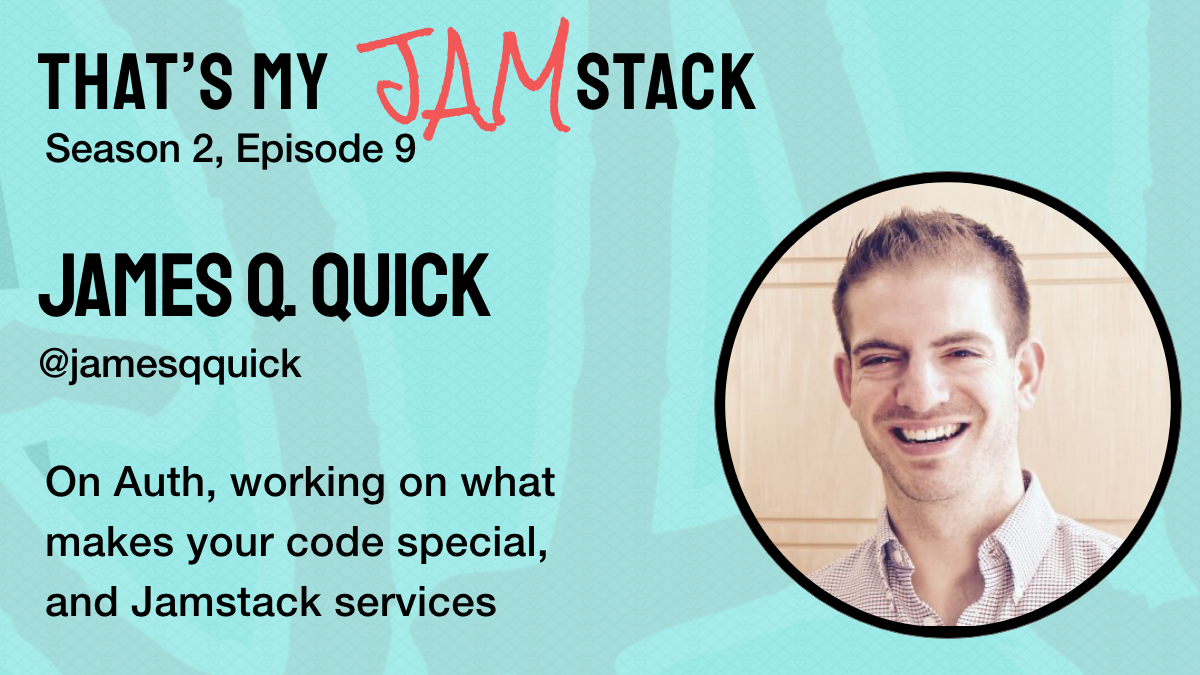 THAT'S MY JAMSTACK
Season 2, Episode 9
JAMES Q. QUICK
@jamesqquick
On Auth, working on what
makes your code special,
and Jamstack services